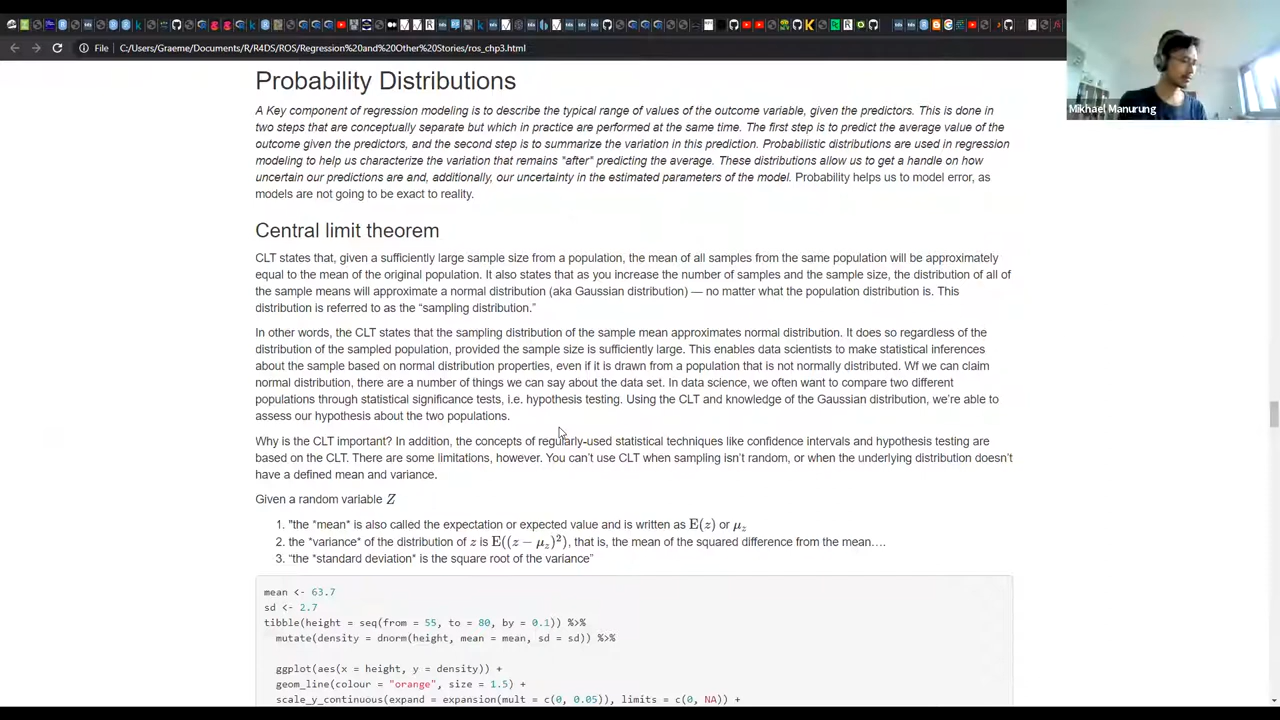 File
C:/Users/Graeme/Documents/R/R4DS/ROS/Regression%20and%20Other%20Stories/ros_chp3.html
Mikhael Manurung
Probability Distributions
A Key component of regression modeling is to describe the typical range of values of the outcome variable, given the predictors. This is done in
two steps that are conceptually separate but which in practice are performed at the same time. The first step is to predict the average value of the
outcome given the predictors, and the second step is to summarize the variation in this prediction. Probabilistic distributions are used in regression
modeling to help us characterize the variation that remains "after" predicting the average. These distributions allow us to get a handle on how
uncertain our predictions are and, additionally, our uncertainty in the estimated parameters of the model. Probability helps us to model error, as
models are not going to be exact to reality.
Central limit theorem
CLT states that, given a sufficiently large sample size from a population, the mean of all samples from the same population will be approximately
equal to the mean of the original population. It also states that as you increase the number of samples and the sample size, the distribution of all of
the sample means will approximate a normal distribution (aka Gaussian distribution) — no matter what the population distribution is. This
distribution is referred to as the “sampling distribution.”
In other words, the CLT states that the sampling distribution of the sample mean approximates normal distribution. It does so regardless of the
distribution of the sampled population, provided the sample size is sufficiently large. This enables data scientists to make statistical inferences
about the sample based on normal distribution properties, even if it is drawn from a population that is not normally distributed. Wf we can claim
normal distribution, there are a number of things we can say about the data set. In data science, we often want to compare two different
populations through statistical significance tests, i.e. hypothesis testing. Using the CLT and knowledge of the Gaussian distribution, we’re able to
assess our hypothesis about the two populations.
Why is the CLT important? In addition, the concepts of regularly-used statistical techniques like confidence intervals and hypothesis testing are
based on the CLT. There are some limitations, however. You can’t use CLT when sampling isn’t random, or when the underlying distribution doesn’t
have a defined mean and variance.
Given a random variable Z
1. "the *mean* is also called the expectation or expected value and is written as E(z) or μ_z
2. the *variance* of the distribution of z is E((z − μ_z)²), that is, the mean of the squared difference from the mean….
3. “the *standard deviation* is the square root of the variance”
mean <- 63.7
sd <- 2.7
tibble(height = seq(from = 55, to = 80, by = 0.1)) %>%
mutate(density = dnorm(height, mean = mean, sd = sd)) %>%
ggplot(aes(x = height, y = density)) +
geom_line(colour = "orange", size = 1.5) +
scale_y_continuous(expand = expansion(mult = c(0, 0.05)), limits = c(0, NA)) +